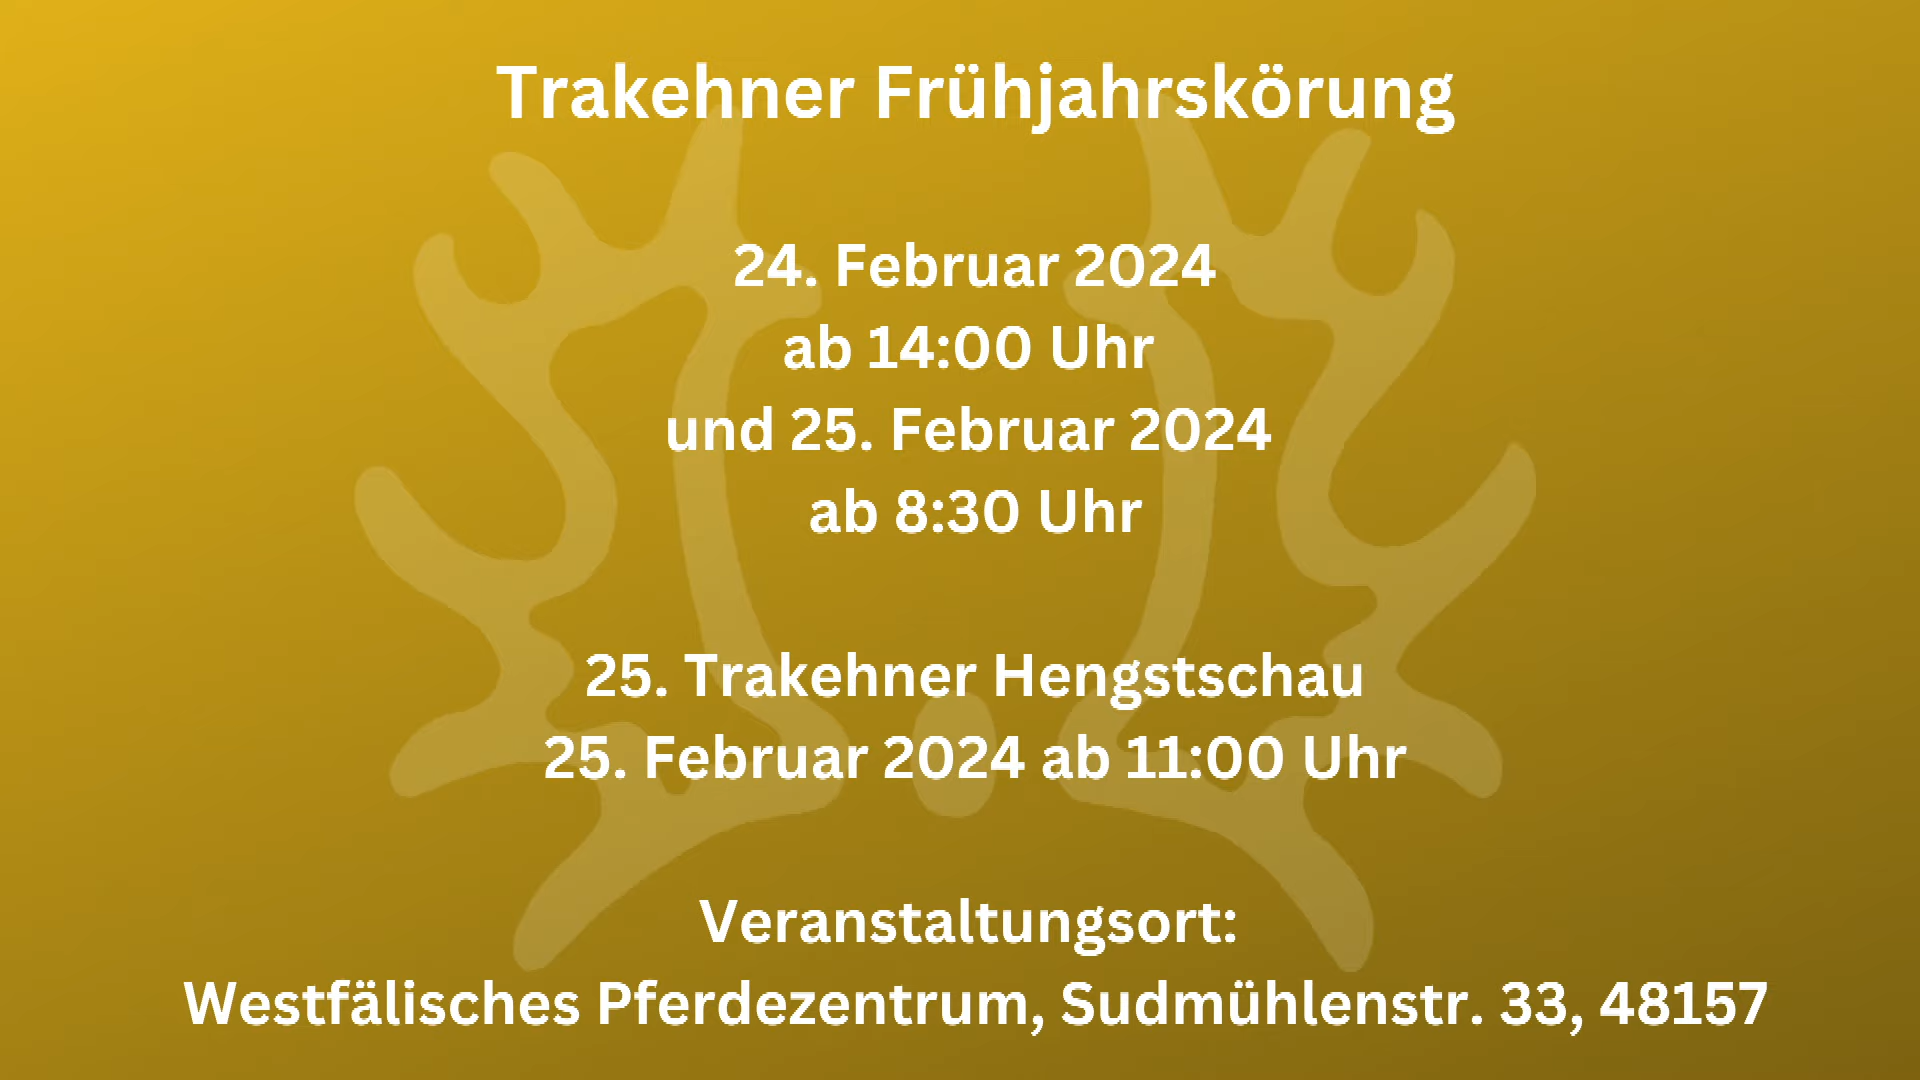 Trakehner Frühjahrskörung
24. Februar 2024
ab 14:00 Uhr
und 25. Februar 2024
ab 8:30 Uhr
25. Trakehner Hengstschau
25. Februar 2024 ab 11:00 Uhr
Veranstaltungsort:
Westfälisches Pferdezentrum, Sudmühlenstr. 33, 48157